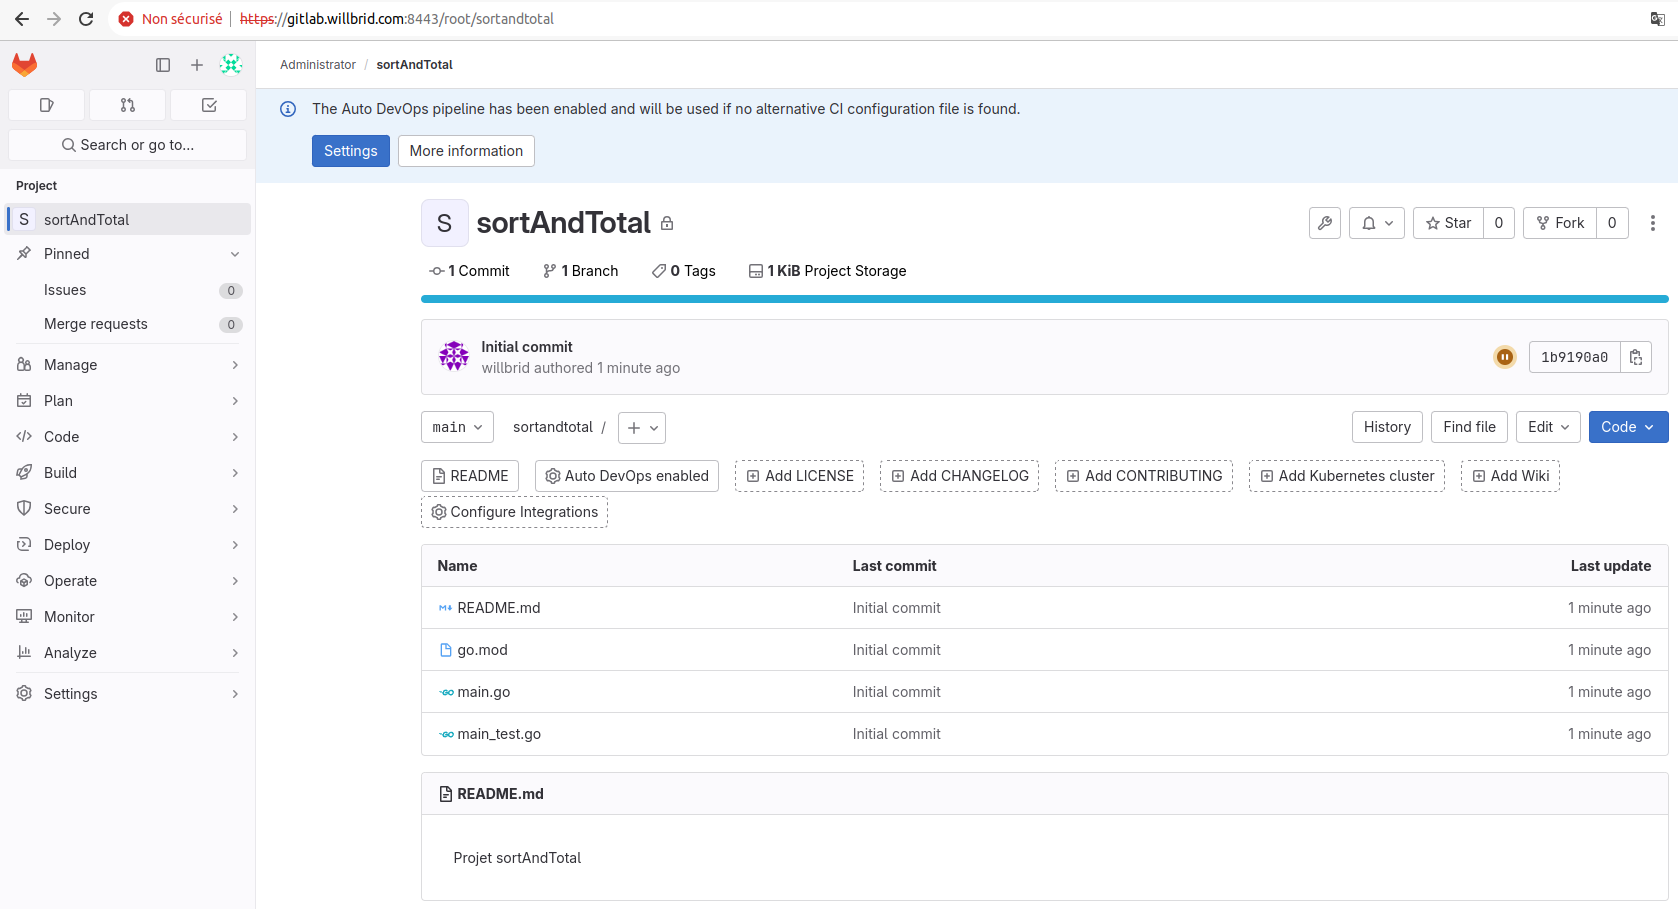 Non sécurisé https://gitlab.willbrid.com:8443/root/sortandtotal
Administrator / sortAndTotal
The Auto DevOps pipeline has been enabled and will be used if no alternative CI configuration file is found.
Settings More information
Search or go to...
Project
S sortAndTotal
Pinned
Issues 0
Merge requests 0
Manage
Plan
Code
Build
Secure
Deploy
Operate
Monitor
Analyze
Settings
S sortAndTotal
Star 0 Fork 0
1 Commit 1 Branch 0 Tags 1 KiB Project Storage
Initial commit
willbrid authored 1 minute ago
1b9190a0
main sortandtotal / + History Find file Edit Code
README Auto DevOps enabled Add LICENSE Add CHANGELOG Add CONTRIBUTING Add Kubernetes cluster Add Wiki
Configure Integrations
Name Last commit Last update
README.md Initial commit 1 minute ago
go.mod Initial commit 1 minute ago
main.go Initial commit 1 minute ago
main_test.go Initial commit 1 minute ago
README.md
Projet sortAndTotal